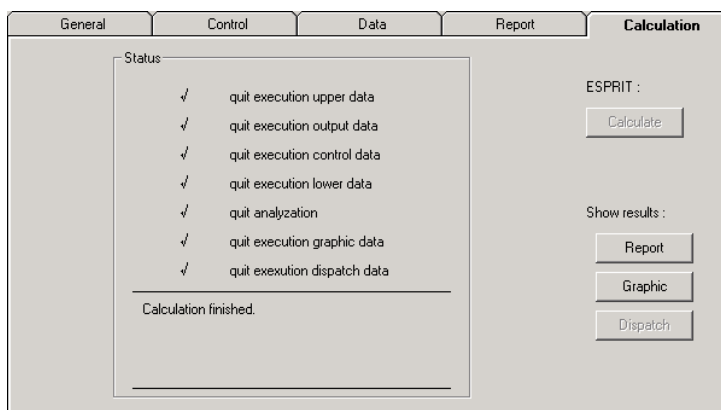 General Control Data Report Calculation
Status
√ quit execution upper data
√ quit execution output data
√ quit execution control data
√ quit execution lower data
√ quit analyzation
√ quit execution graphic data
√ quit exexution dispatch data
Calculation finished.
ESPRIT :
Calculate
Show results :
Report
Graphic
Dispatch